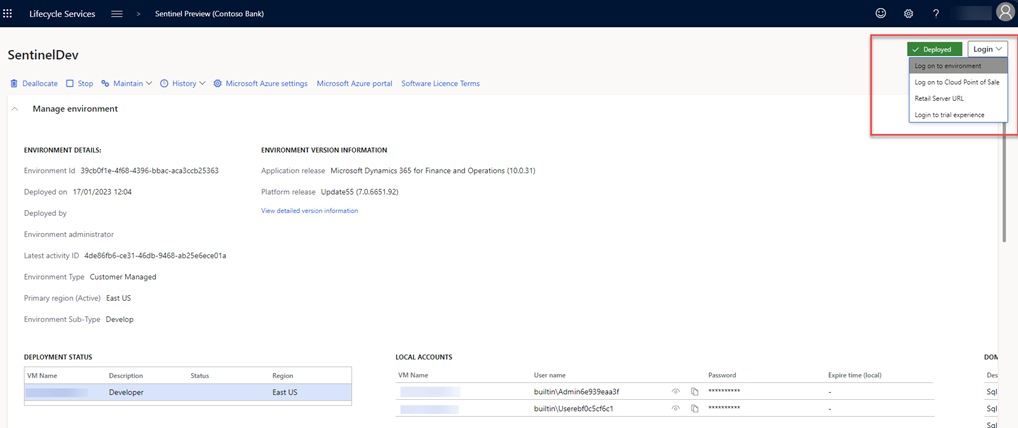 Lifecycle Services > Sentinel Preview (Contoso Bank) ?
SentinelDev
Deployed Login
Log on to environment
Log on to Cloud Point of Sale
Retail Server URL
Login to trial experience
Deallocate Stop Maintain History Microsoft Azure settings Microsoft Azure portal Software Licence Terms
Manage environment
ENVIRONMENT DETAILS:
Environment Id 39cb0f1e-4f68-4396-bbac-aca3ccb25363
Deployed on 17/01/2023 12:04
Deployed by
Environment administrator
Latest activity ID 4de86fb6-ce31-46db-9468-ab25e6ece01a
Environment Type Customer Managed
Primary region (Active) East US
Environment Sub-Type Develop
ENVIRONMENT VERSION INFORMATION
Application release Microsoft Dynamics 365 for Finance and Operations (10.0.31)
Platform release Update55 (7.0.6651.92)
View detailed version information
DEPLOYMENT STATUS
VM Name Description Status Region
Developer East US
LOCAL ACCOUNTS
VM Name User name Password Expire time (local)
builtin\Admin6e939eaa3f ********** -
builtin\Userebf0c5cf6c1 ********** -
DOM
Des
Sql
Sql
Sql